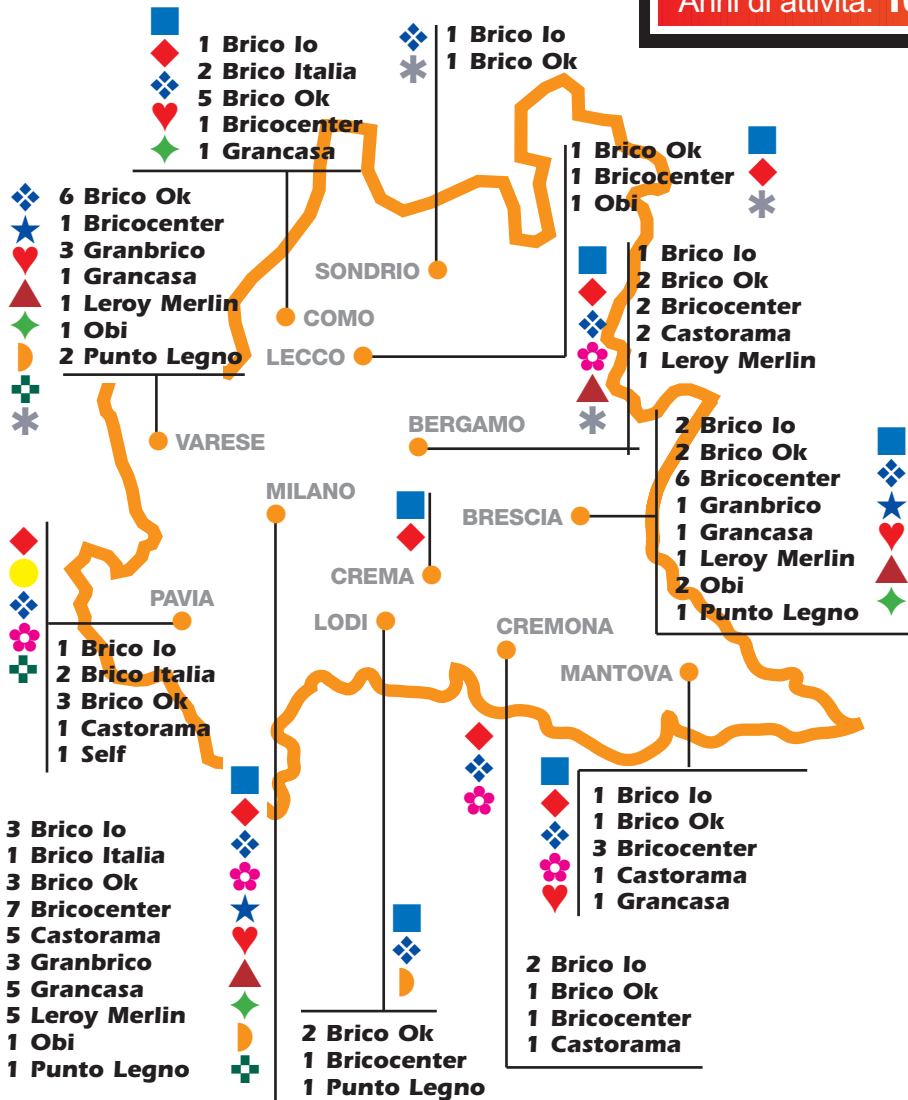 Anni di attività:
1 Brico Io
2 Brico Italia
5 Brico Ok
1 Bricocenter
1 Grancasa
1 Brico Io
1 Brico Ok
1 Brico Ok
1 Bricocenter
1 Obi
6 Brico Ok
1 Bricocenter
3 Granbrico
1 Grancasa
1 Leroy Merlin
1 Obi
2 Punto Legno
SONDRIO
COMO
LECCO
1 Brico Io
2 Brico Ok
2 Bricocenter
2 Castorama
1 Leroy Merlin
VARESE
BERGAMO
2 Brico Io
2 Brico Ok
6 Bricocenter
1 Granbrico
1 Grancasa
1 Leroy Merlin
2 Obi
1 Punto Legno
MILANO
BRESCIA
CREMA
PAVIA
LODI
CREMONA
MANTOVA
1 Brico Io
2 Brico Italia
3 Brico Ok
1 Castorama
1 Self
3 Brico Io
1 Brico Italia
3 Brico Ok
7 Bricocenter
5 Castorama
3 Granbrico
5 Grancasa
5 Leroy Merlin
1 Obi
1 Punto Legno
2 Brico Ok
1 Bricocenter
1 Punto Legno
1 Brico Io
1 Brico Ok
3 Bricocenter
1 Castorama
1 Grancasa
2 Brico Io
1 Brico Ok
1 Bricocenter
1 Castorama